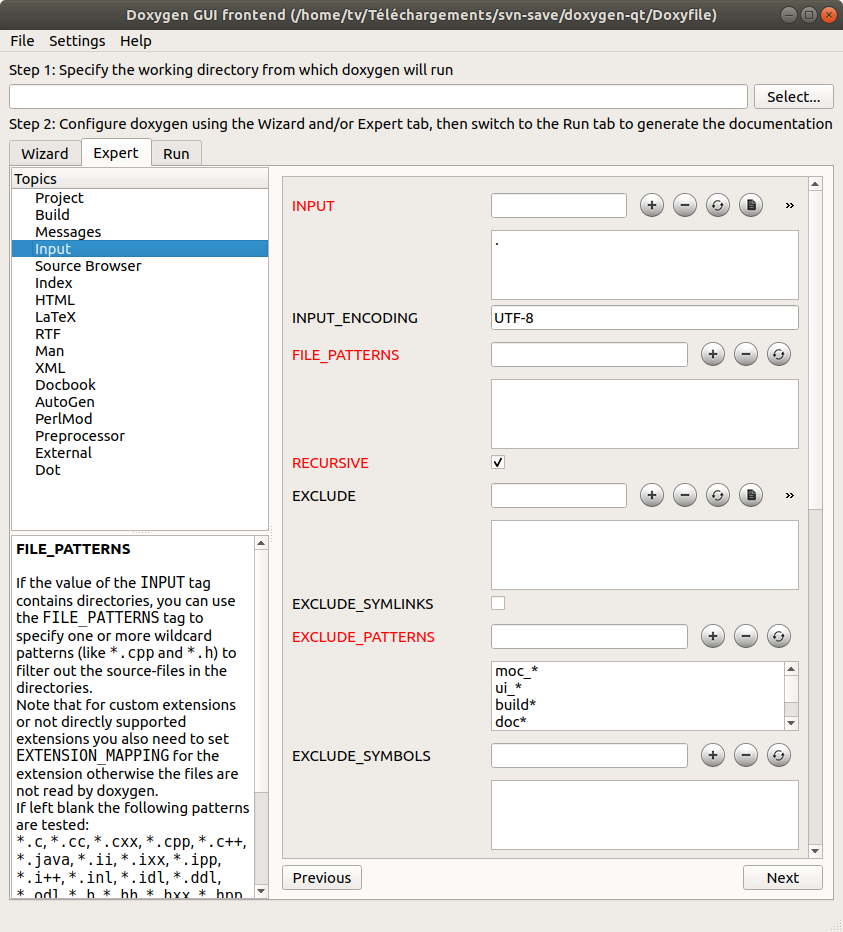 Doxygen GUI frontend (/home/tv/Téléchargements/svn-save/doxygen-qt/Doxyfile)
File Settings Help
Step 1: Specify the working directory from which doxygen will run
Select...
Step 2: Configure doxygen using the Wizard and/or Expert tab, then switch to the Run tab to generate the documentation
Wizard Expert Run
Topics
Project
Build
Messages
Input
Source Browser
Index
HTML
LaTeX
RTF
Man
XML
Docbook
AutoGen
PerlMod
Preprocessor
External
Dot
FILE_PATTERNS
If the value of the INPUT tag
contains directories, you can use
the FILE_PATTERNS tag to
specify one or more wildcard
patterns (like *.cpp and *.h) to
filter out the source-files in the
directories.
Note that for custom extensions
or not directly supported
extensions you also need to set
EXTENSION_MAPPING for the
extension otherwise the files are
not read by doxygen.
If left blank the following patterns
are tested:
*.c, *.cc, *.cxx, *.cpp, *.c++,
*.java, *.ii, *.ixx, *.ipp,
*.i++, *.inl, *.idl, *.ddl,
*.odl, *.h, *.hh, *.hxx, *.hpp,
INPUT
.
INPUT_ENCODING UTF-8
FILE_PATTERNS
RECURSIVE
EXCLUDE
EXCLUDE_SYMLINKS
EXCLUDE_PATTERNS
moc_*
ui_*
build*
doc*
EXCLUDE_SYMBOLS
Previous Next